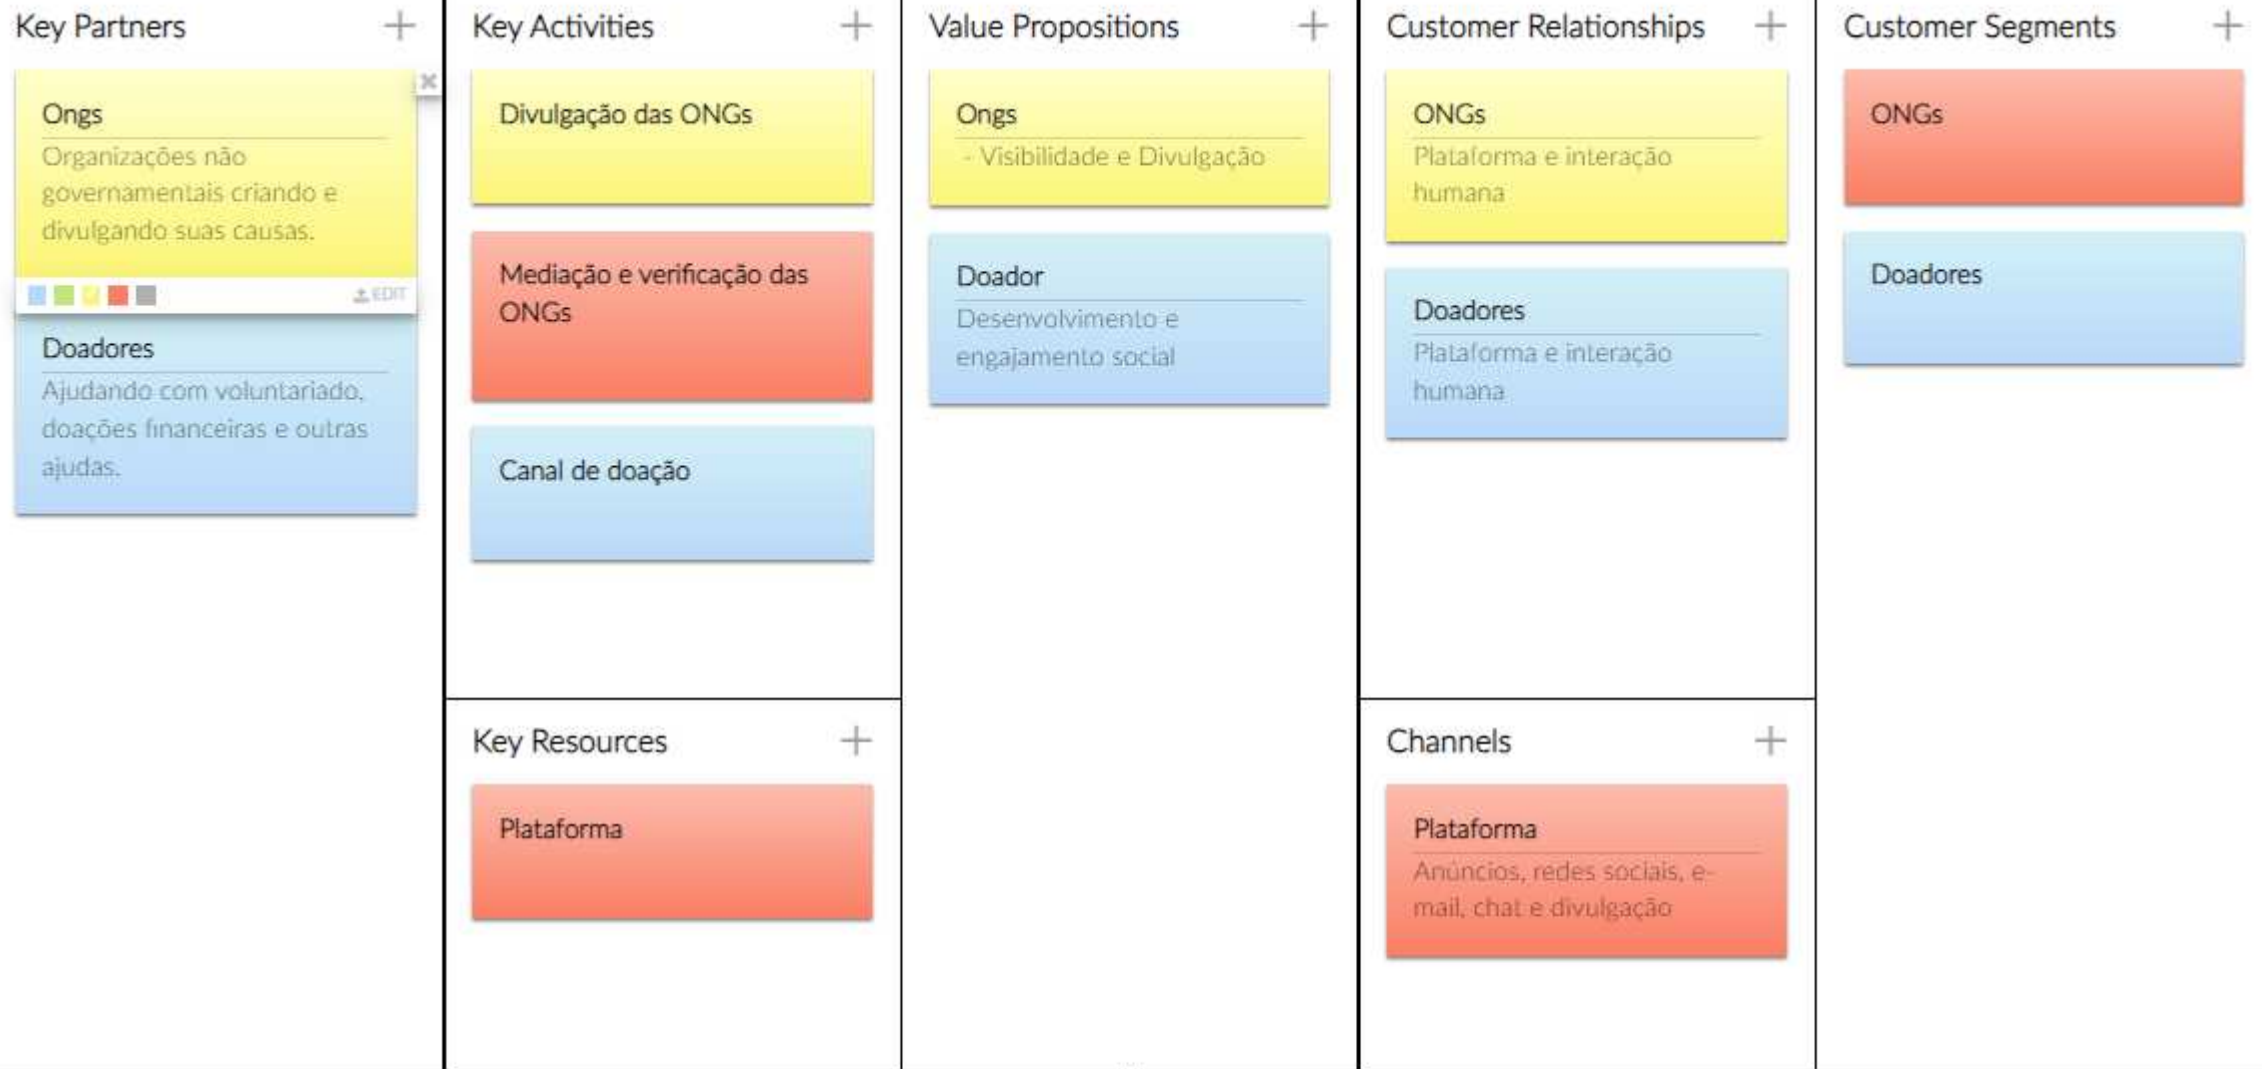 Key Partners
Ongs
Organizações não
governamentais criando e
divulgando suas causas.
EDIT
Doadores
Ajudando com voluntariado,
doações financeiras e outras
ajudas.
Key Activities
Divulgação das ONGs
Mediação e verificação das
ONGs
Canal de doação
Key Resources
Plataforma
Value Propositions
Ongs
- Visibilidade e Divulgação
Doador
Desenvolvimento e
engajamento social
Customer Relationships
ONGs
Plataforma e interação
humana
Doadores
Plataforma e interação
humana
Channels
Plataforma
Anúncios, redes sociais, e-
mail, chat e divulgação
Customer Segments
ONGs
Doadores